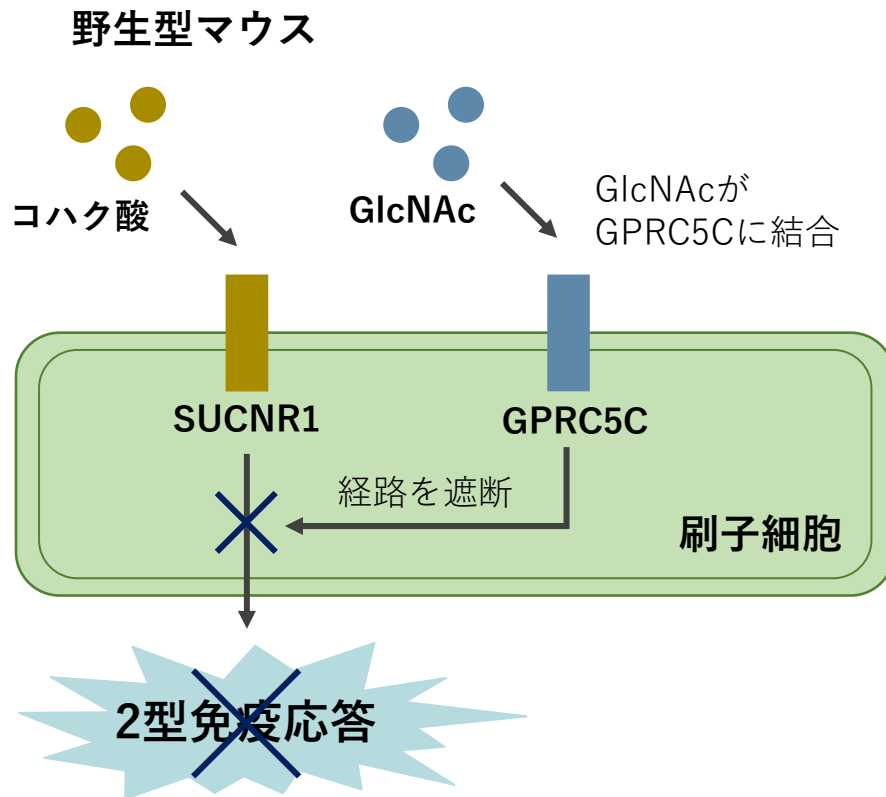 野生型マウス
コハク酸
GlcNAc
GlcNAcが
GPRC5Cに結合
SUCNR1
GPRC5C
経路を遮断
刷子細胞
2型免疫応答